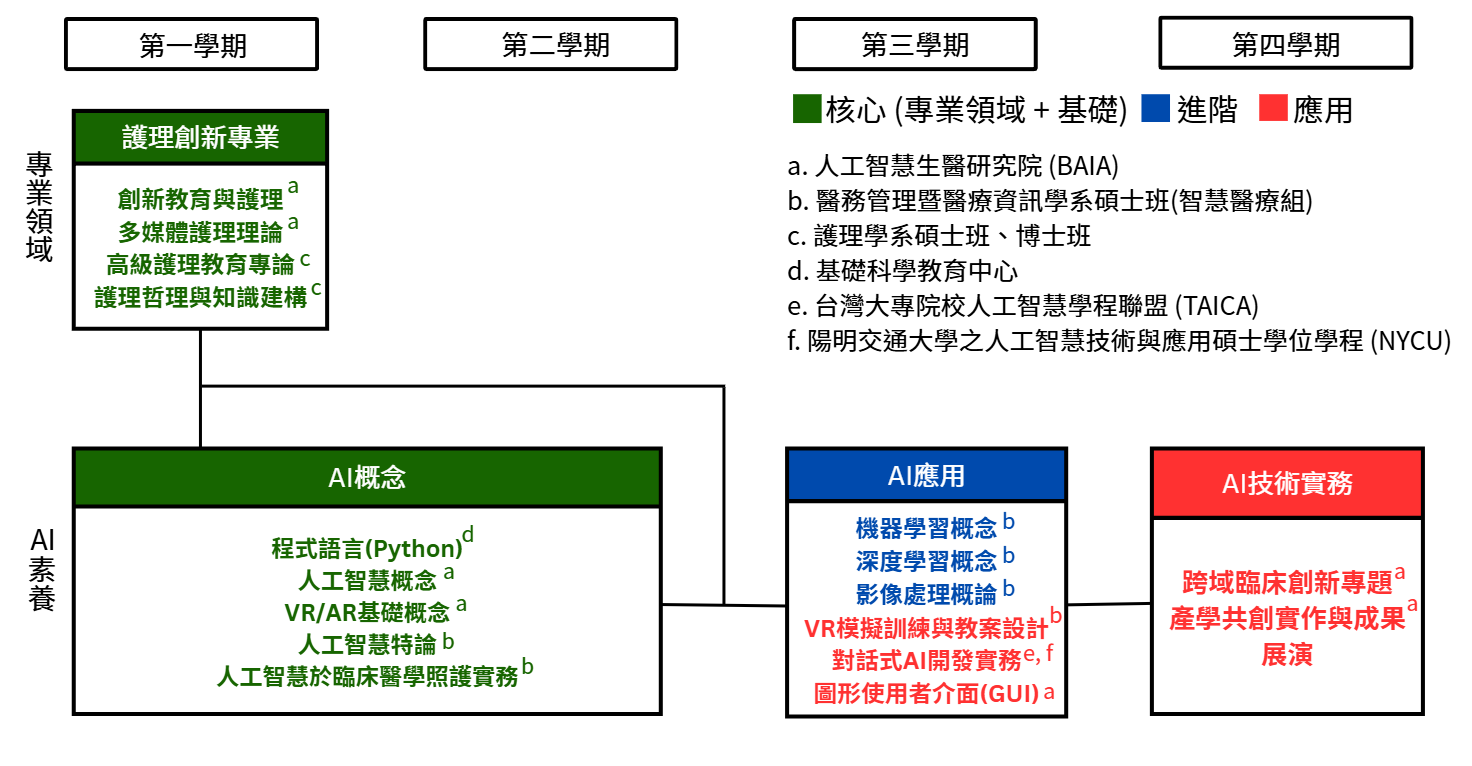 第一學期
第二學期
第三學期
第四學期
核心 (專業領域 + 基礎) 進階 應用
a. 人工智慧生醫研究院 (BAIA)
b. 醫務管理暨醫療資訊學系碩士班(智慧醫療組)
c. 護理學系碩士班、博士班
d. 基礎科學教育中心
e. 台灣大專院校人工智慧學程聯盟 (TAICA)
f. 陽明交通大學之人工智慧技術與應用碩士學位學程 (NYCU)
專業領域
護理創新專業
創新教育與護理 a
多媒體護理理論 a
高級護理教育專論 c
護理哲理與知識建構 c
AI素養
AI概念
程式語言(Python) d
人工智慧概念 a
VR/AR基礎概念 a
人工智慧特論 b
人工智慧於臨床醫學照護實務 b
AI應用
機器學習概念 b
深度學習概念 b
影像處理概論 b
VR模擬訓練與教案設計 b
對話式AI開發實務 e, f
圖形使用者介面(GUI) a
AI技術實務
跨域臨床創新專題 a
產學共創實作與成果 a
展演